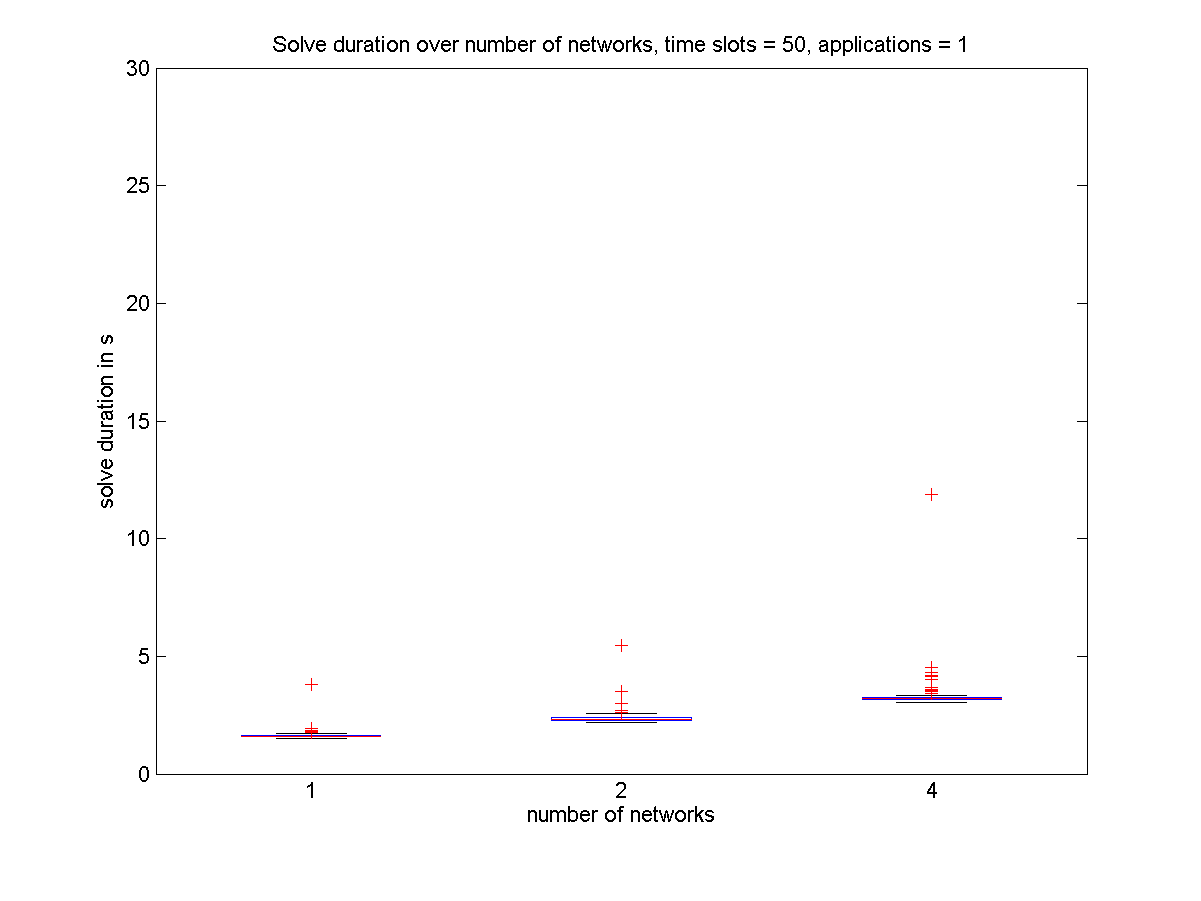 Solve duration over number of networks, time slots = 50, applications = 1
30
25
20
15
10
5
0
solve duration in s
1 2 4
number of networks